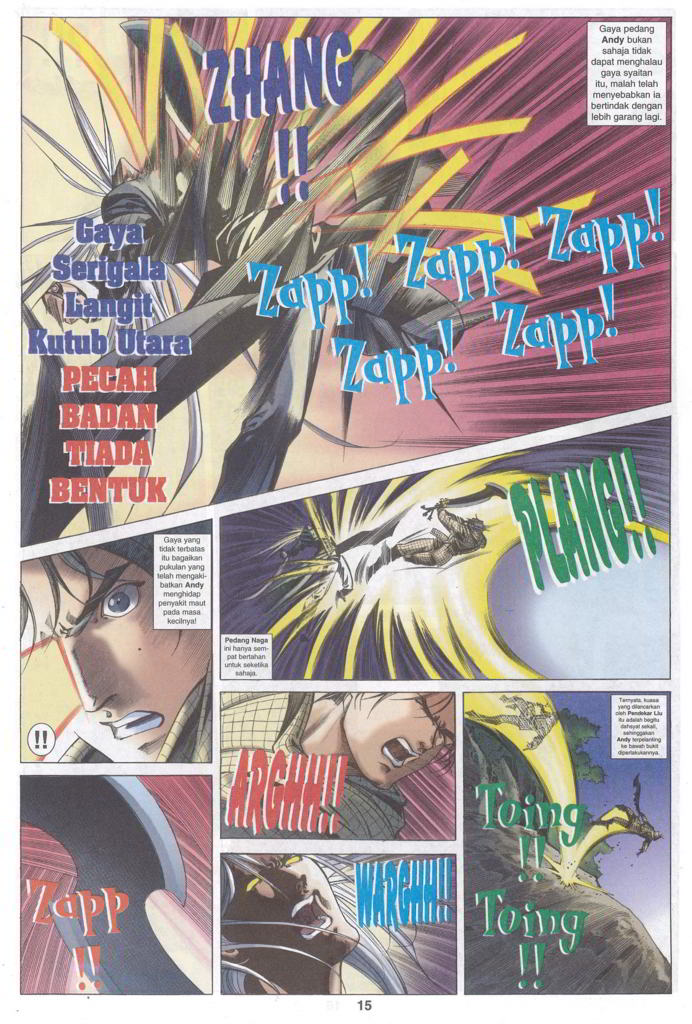 ZHANG
!!
Gaya pedang
Andy bukan
sahaja tidak
dapat menghalau
gaya syaitan
itu, malah telah
menyebabkan ia
bertindak dengan
lebih garang lagi.
Gaya
Serigala
Langit
Kutub Utara
PECAH
BADAN
TIADA
BENTUK
Zapp! Zapp! Zapp!
Zapp! Zapp!
PLANG!!
Gaya yang
tidak terbatas
itu bagaikan
pukulan yang
telah mengaki-
batkan Andy
menghidap
penyakit maut
pada masa
kecilnya!
!!
Pedang Naga
ini hanya sem-
pat bertahan
untuk seketika
sahaja.
ARGHH!!
Ternyata, kuasa
yang dilancarkan
oleh Pendekar Liu
itu adalah begitu
dahsyat sekali,
sehinggakan
Andy terpelanting
ke bawah bukit
diperlakukannya.
Toing
!!
Toing
!!
Zapp
!!
WARGHH!!
15